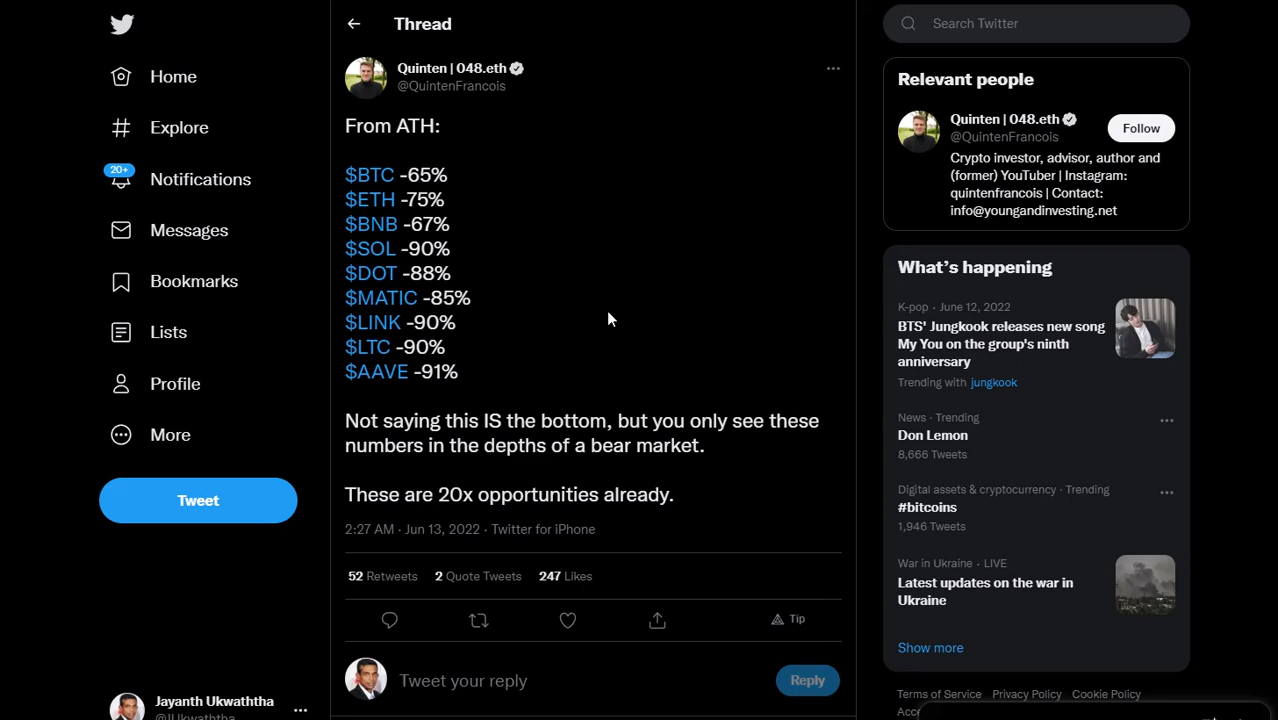 Home
Explore
20+
Notifications
Messages
Bookmarks
Lists
Profile
More
Tweet
Jayanth Ukwaththa
@JUkwaththa
Thread
Quinten | 048.eth
@QuintenFrancois
From ATH:
$BTC -65%
$ETH -75%
$BNB -67%
$SOL -90%
$DOT -88%
$MATIC -85%
$LINK -90%
$LTC -90%
$AAVE -91%
Not saying this IS the bottom, but you only see these
numbers in the depths of a bear market.
These are 20x opportunities already.
2:27 AM · Jun 13, 2022 · Twitter for iPhone
52 Retweets 2 Quote Tweets 247 Likes
Tip
Tweet your reply
Reply
Search Twitter
Relevant people
Quinten | 048.eth
@QuintenFrancois
Follow
Crypto investor, advisor, author and
(former) YouTuber | Instagram:
quintenfrancois | Contact:
info@youngandinvesting.net
What's happening
K-pop · June 12, 2022
BTS' Jungkook releases new song
My You on the group's ninth
anniversary
Trending with jungkook
News · Trending
Don Lemon
8,666 Tweets
Digital assets & cryptocurrency · Trending
#bitcoins
1,946 Tweets
War in Ukraine · LIVE
Latest updates on the war in
Ukraine
Show more
Terms of Service Privacy Policy Cookie Policy